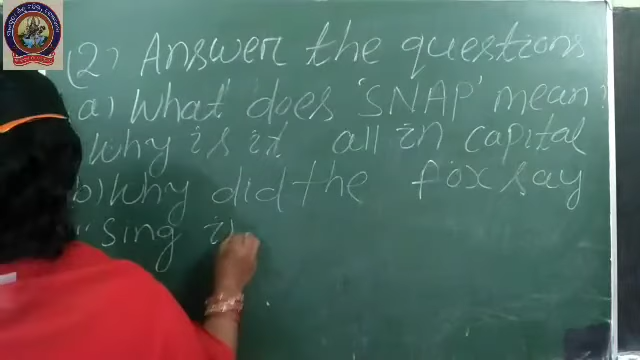 (2) Answer the questions
a) What does 'SNAP' mean?
Why is it all in capital
b) Why did the fox say
"Sing